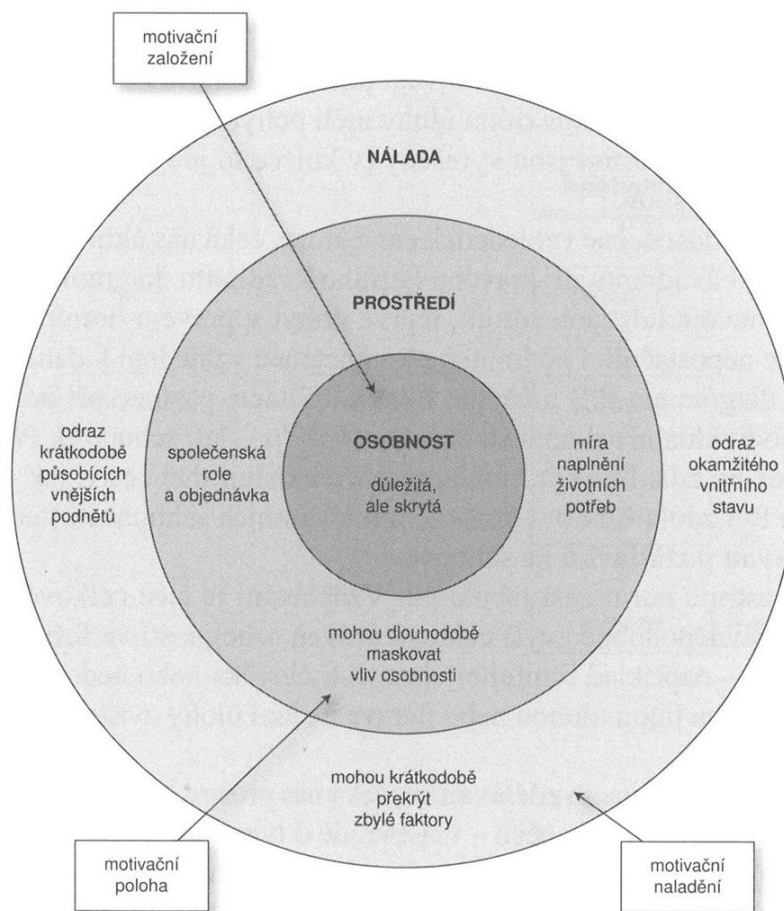 motivační
založení
NÁLADA
PROSTŘEDÍ
OSOBNOST
důležitá,
ale skrytá
odraz
krátkodobě
působících
vnějších
podnětů
společenská
role
a objednávka
míra
naplnění
životních
potřeb
odraz
okamžitého
vnitřního
stavu
mohou dlouhodobě
maskovat
vliv osobnosti
mohou krátkodobě
překrýt
zbylé faktory
motivační
poloha
motivační
naladění